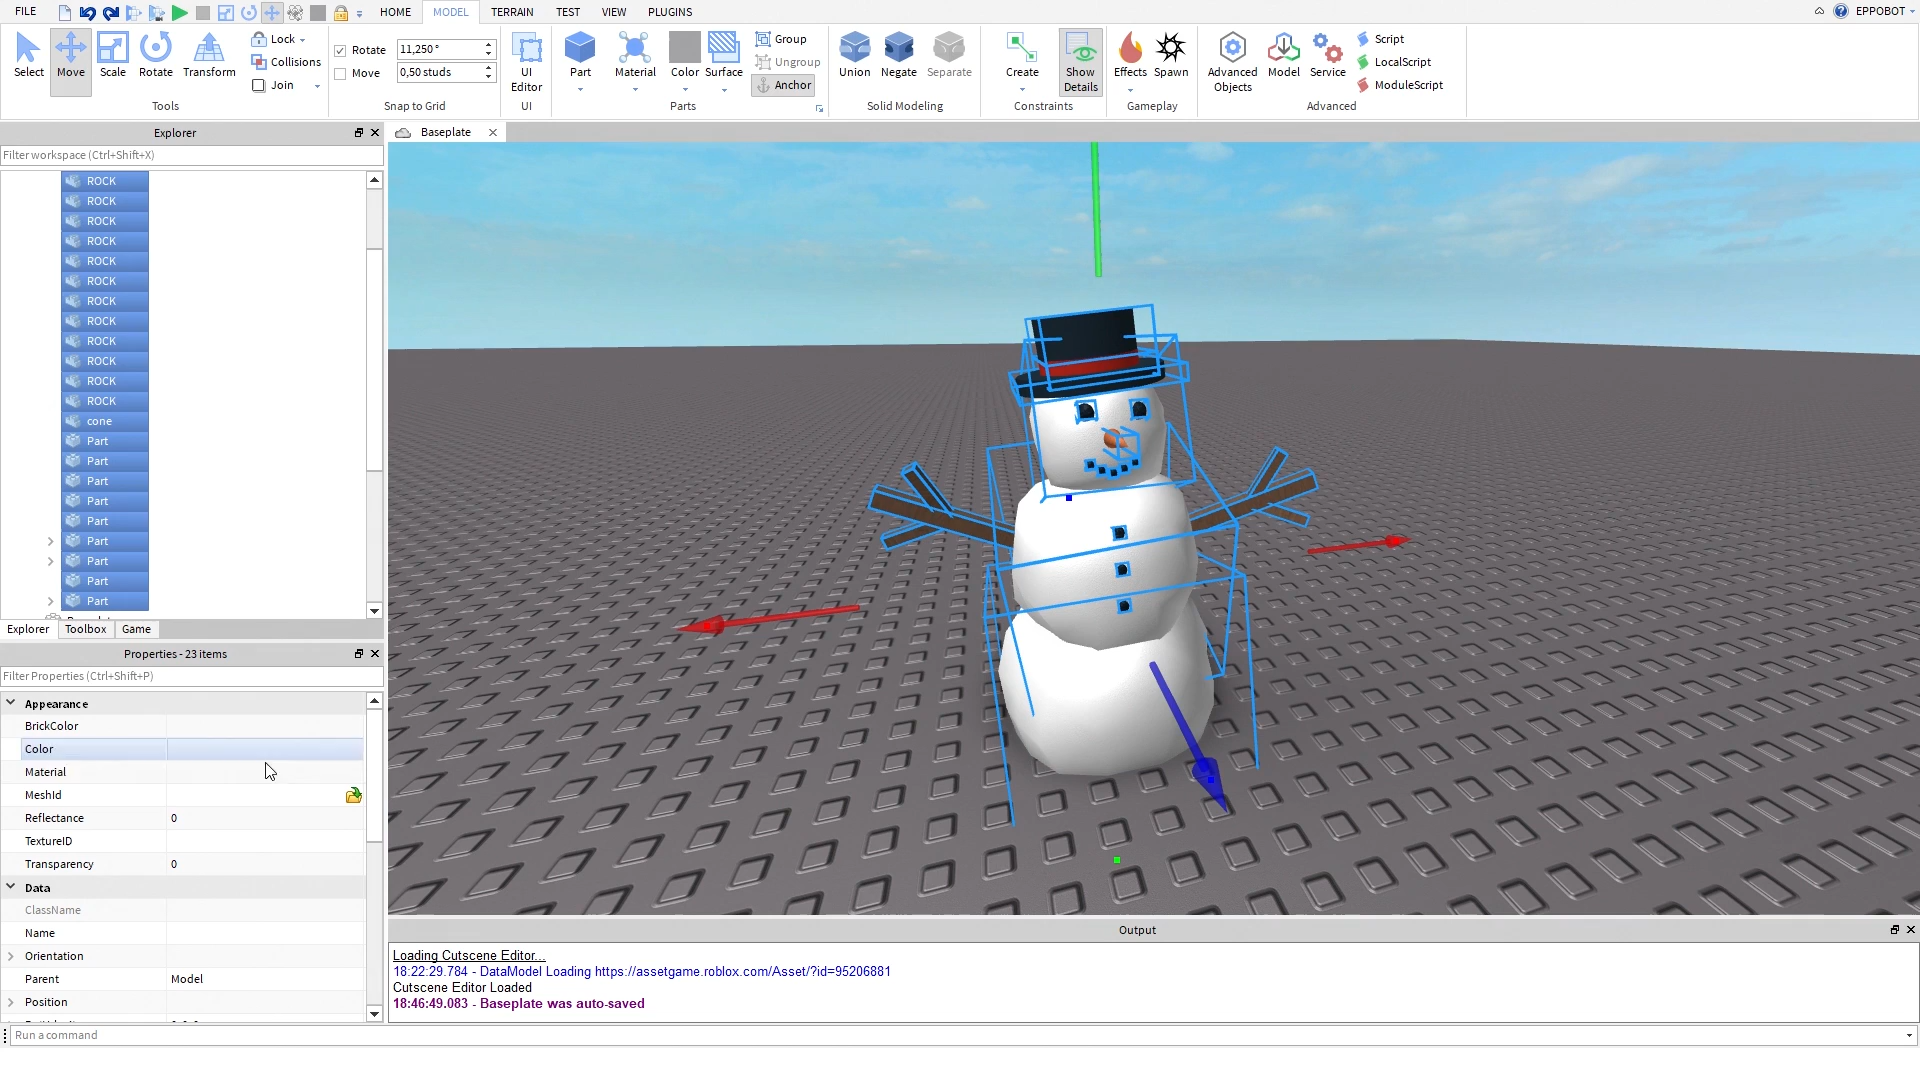 FILE HOME MODEL TERRAIN TEST VIEW PLUGINS EPPOBOT
Select Move Scale Rotate Transform
Lock
Collisions
Join
Tools
Rotate 11,250°
Move 0,50 studs
Snap to Grid
UI Editor
UI
Part Material Color Surface
Group
Ungroup
Anchor
Parts
Union Negate Separate
Solid Modeling
Create Show Details
Constraints
Effects Spawn
Gameplay
Advanced Objects Model Service
Script
LocalScript
ModuleScript
Advanced
Explorer
Filter workspace (Ctrl+Shift+X)
ROCK
ROCK
ROCK
ROCK
ROCK
ROCK
ROCK
ROCK
ROCK
ROCK
ROCK
ROCK
cone
Part
Part
Part
Part
Part
Part
Part
Part
Part
Explorer Toolbox Game
Properties - 23 items
Filter Properties (Ctrl+Shift+P)
Appearance
BrickColor
Color
Material
MeshId
Reflectance 0
TextureID
Transparency 0
Data
ClassName
Name
Orientation
Parent Model
Position
Baseplate
Output
Loading Cutscene Editor...
18:22:29.784 - DataModel Loading https://assetgame.roblox.com/Asset/?id=95206881
Cutscene Editor Loaded
18:46:49.083 - Baseplate was auto-saved
Run a command